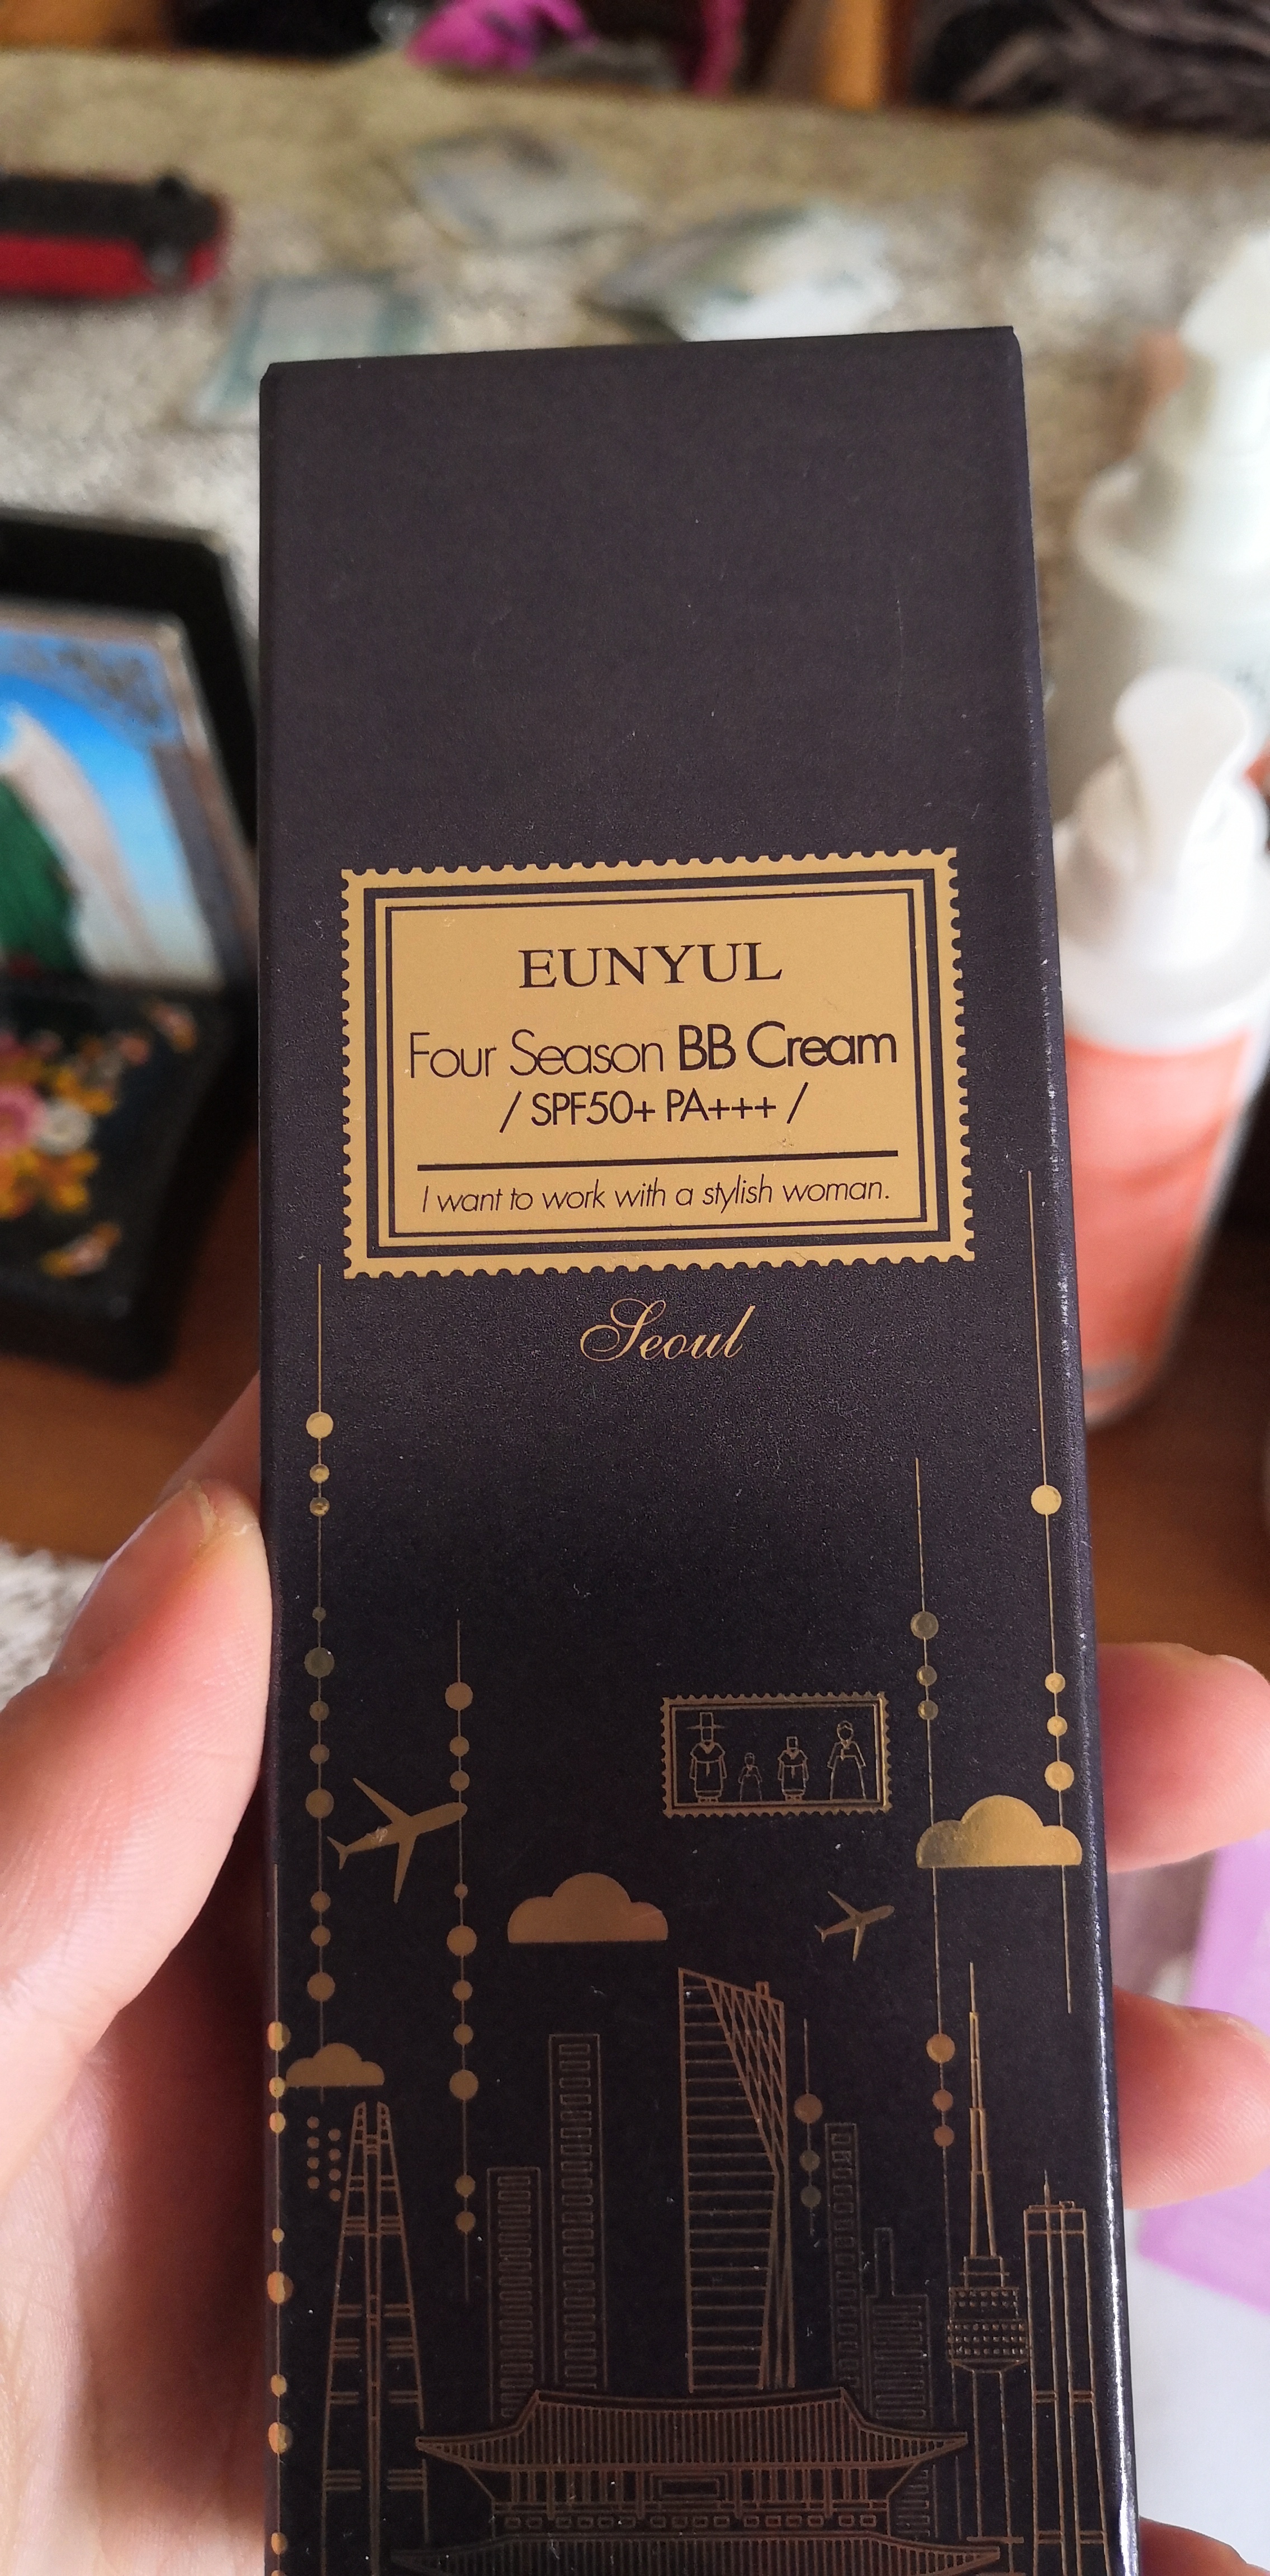 EUNYUL
Four Season BB Cream
/ SPF50+ PA+++ /
I want to work with a stylish woman.
Seoul